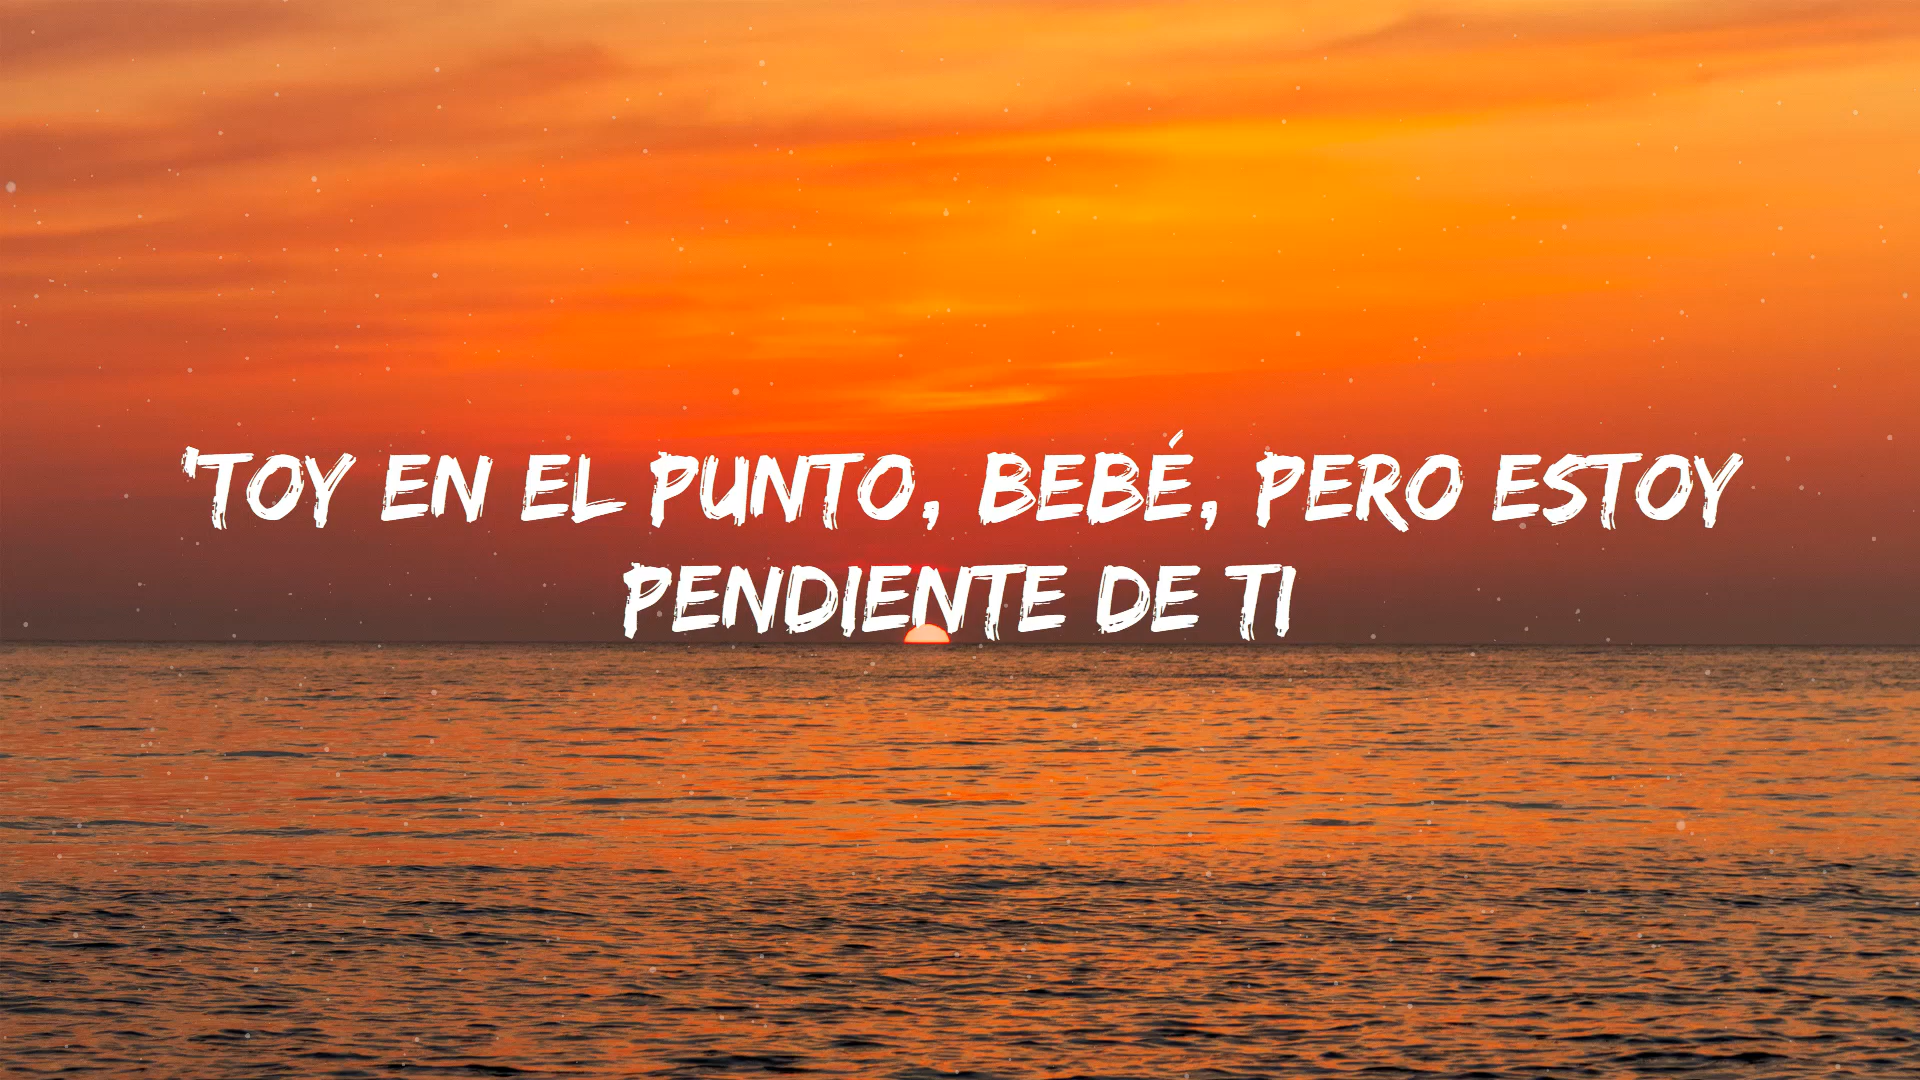 'TOY EN EL PUNTO, BEBÉ, PERO ESTOY
PENDIENTE DE TI